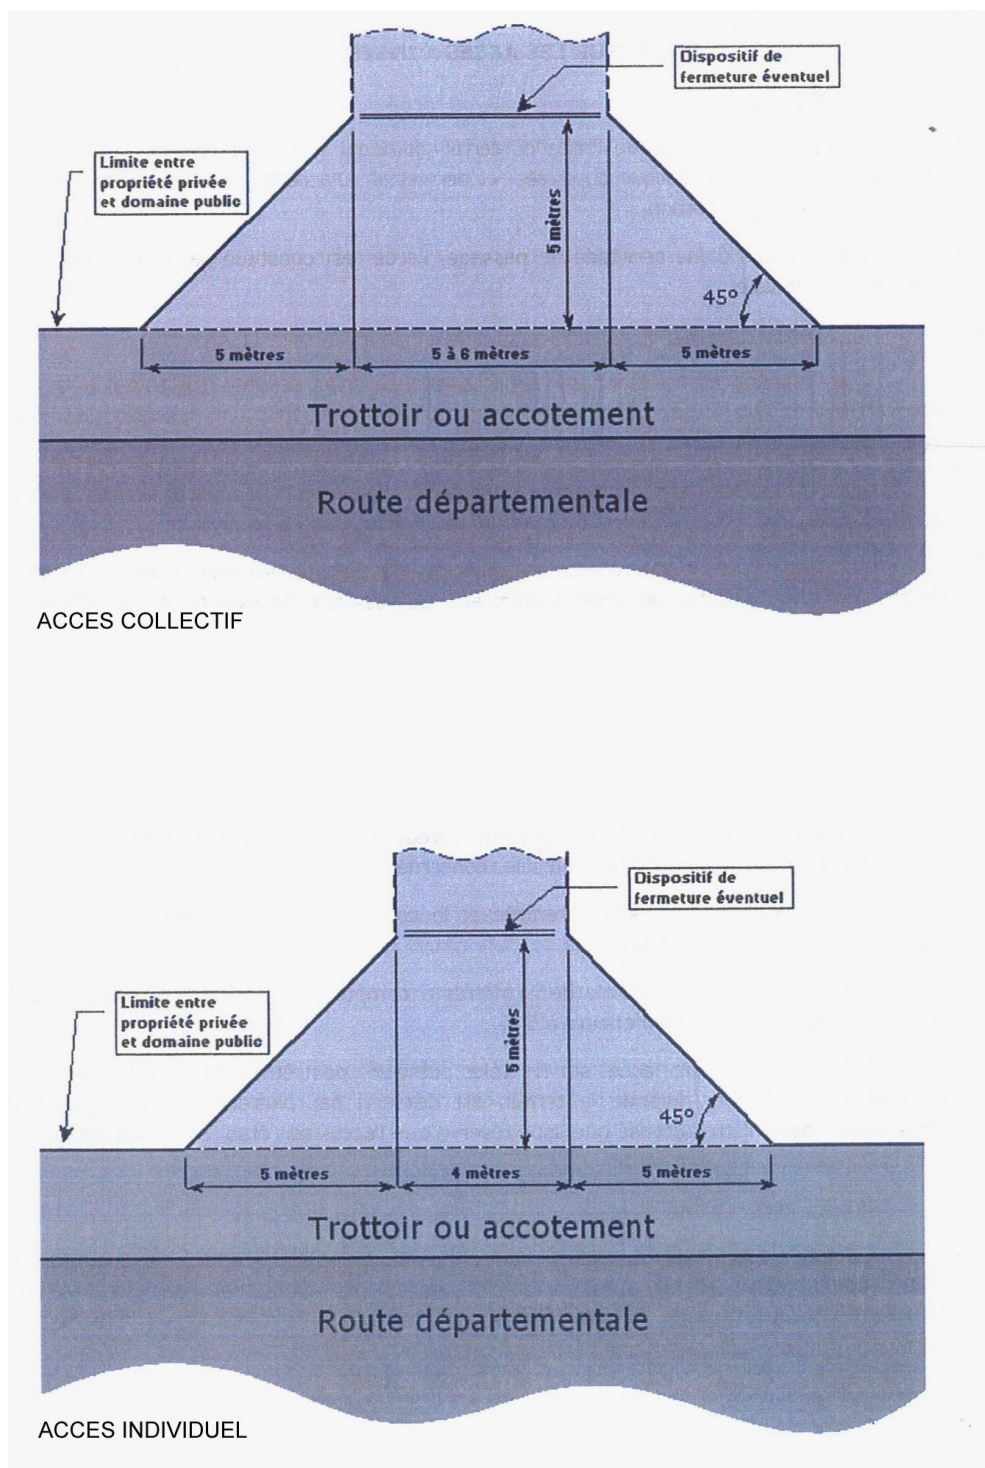 Dispositif de
fermeture éventuel
Limite entre
propriété privée
et domaine public
5 mètres
45°
5 mètres
5 à 6 mètres
5 mètres
Trottoir ou accotement
Route départementale
ACCES COLLECTIF
Dispositif de
fermeture éventuel
Limite entre
propriété privée
et domaine public
5 mètres
45°
5 mètres
4 mètres
5 mètres
Trottoir ou accotement
Route départementale
ACCES INDIVIDUEL